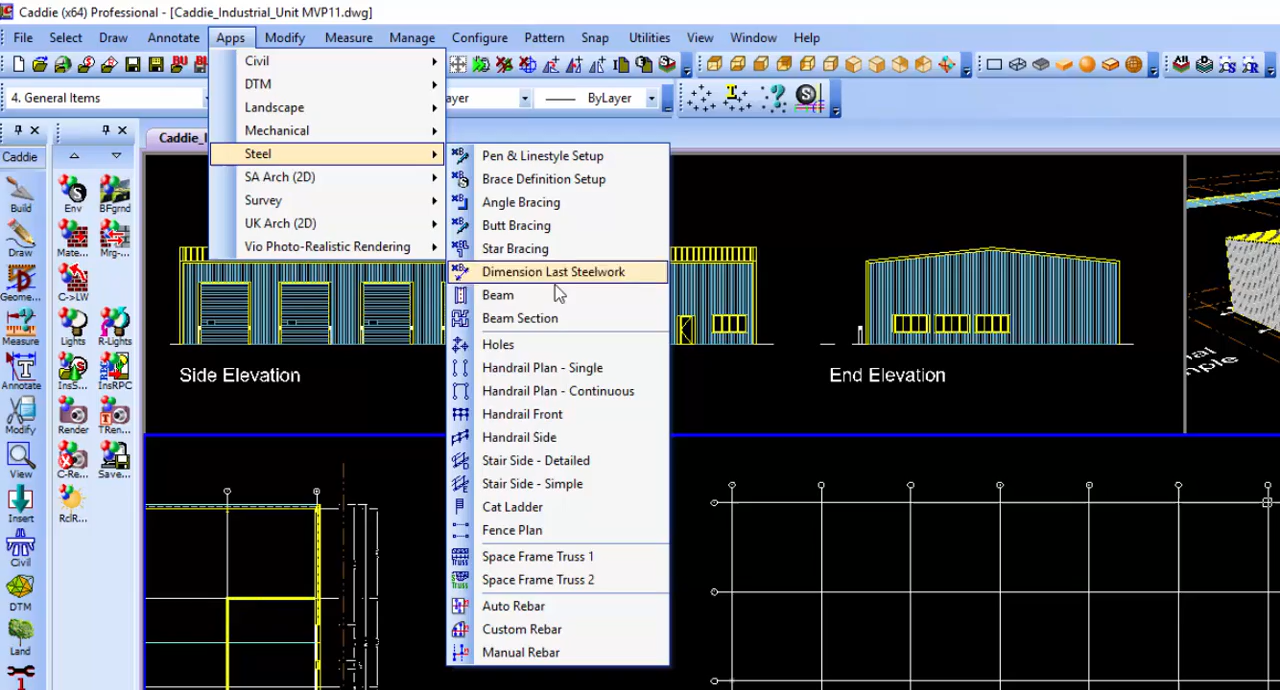 Caddie (x64) Professional - [Caddie_Industrial_Unit MVP11.dwg]
File Select Draw Annotate Apps Modify Measure Manage Configure Pattern Snap Utilities View Window Help
4. General Items
ayer
ByLayer
Caddie
Caddie_I
Build
Draw
Geome...
Measure
Annotate
Modify
View
Insert
Civil
DTM
Land
Env BFgrnd
Mate... Mrg-...
C->LW
Lights R-Lights
InsS... InsRPC
Render TRen...
C-Re... Save...
RclR...
Civil
DTM
Landscape
Mechanical
Steel
SA Arch (2D)
Survey
UK Arch (2D)
Vio Photo-Realistic Rendering
Pen & Linestyle Setup
Brace Definition Setup
Angle Bracing
Butt Bracing
Star Bracing
Dimension Last Steelwork
Beam
Beam Section
Holes
Handrail Plan - Single
Handrail Plan - Continuous
Handrail Front
Handrail Side
Stair Side - Detailed
Stair Side - Simple
Cat Ladder
Fence Plan
Space Frame Truss 1
Space Frame Truss 2
Auto Rebar
Custom Rebar
Manual Rebar
Side Elevation
End Elevation